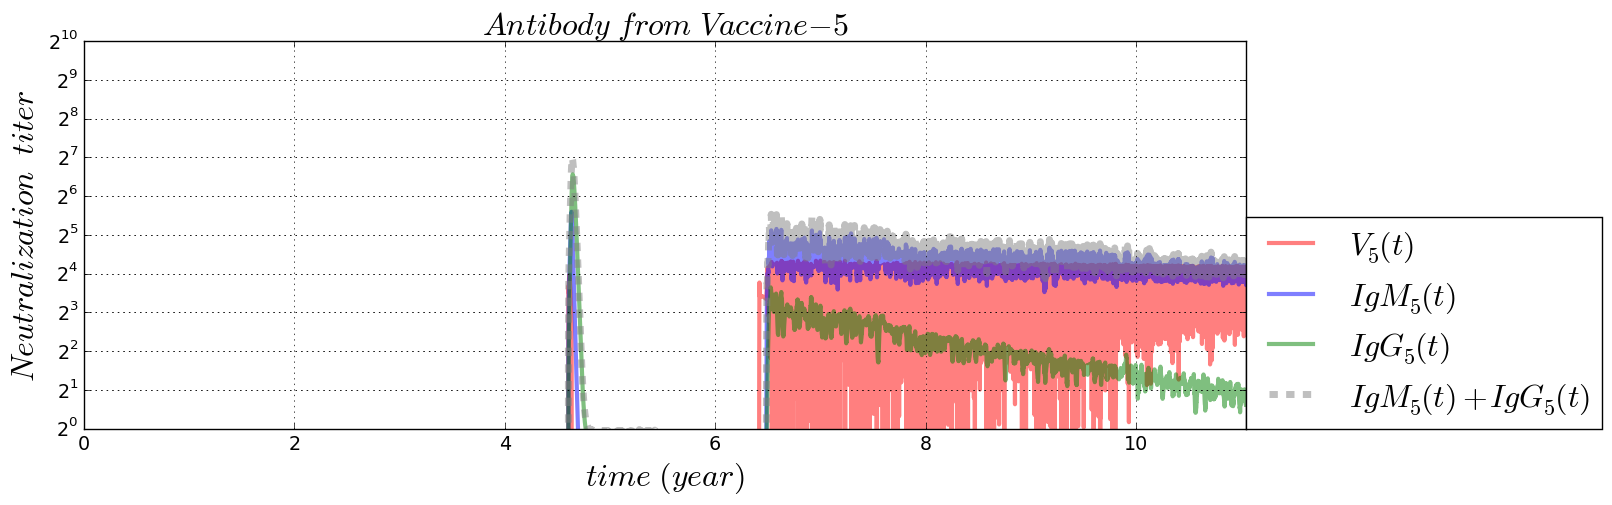 Antibody from Vaccine−5
Neutralization titer
2^10
2^9
2^8
2^7
2^6
2^5
2^4
2^3
2^2
2^1
2^0
0 2 4 6 8 10
time (year)
V_5(t)
IgM_5(t)
IgG_5(t)
IgM_5(t) + IgG_5(t)